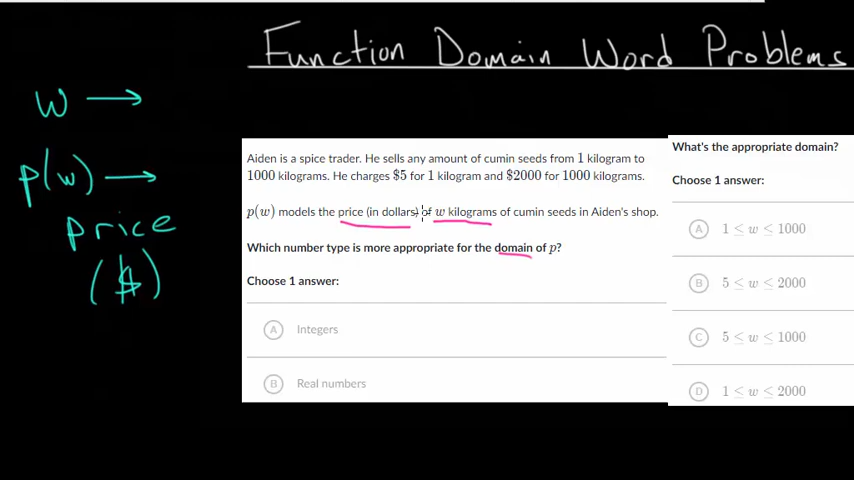 Function Domain Word Problems
w →
p(w) →
price
($)
Aiden is a spice trader. He sells any amount of cumin seeds from 1 kilogram to
1000 kilograms. He charges $5 for 1 kilogram and $2000 for 1000 kilograms.
p(w) models the price (in dollars) of w kilograms of cumin seeds in Aiden's shop.
Which number type is more appropriate for the domain of p?
Choose 1 answer:
A Integers
B Real numbers
What's the appropriate domain?
Choose 1 answer:
A 1 ≤ w ≤ 1000
B 5 ≤ w ≤ 2000
C 5 ≤ w ≤ 1000
D 1 ≤ w ≤ 2000